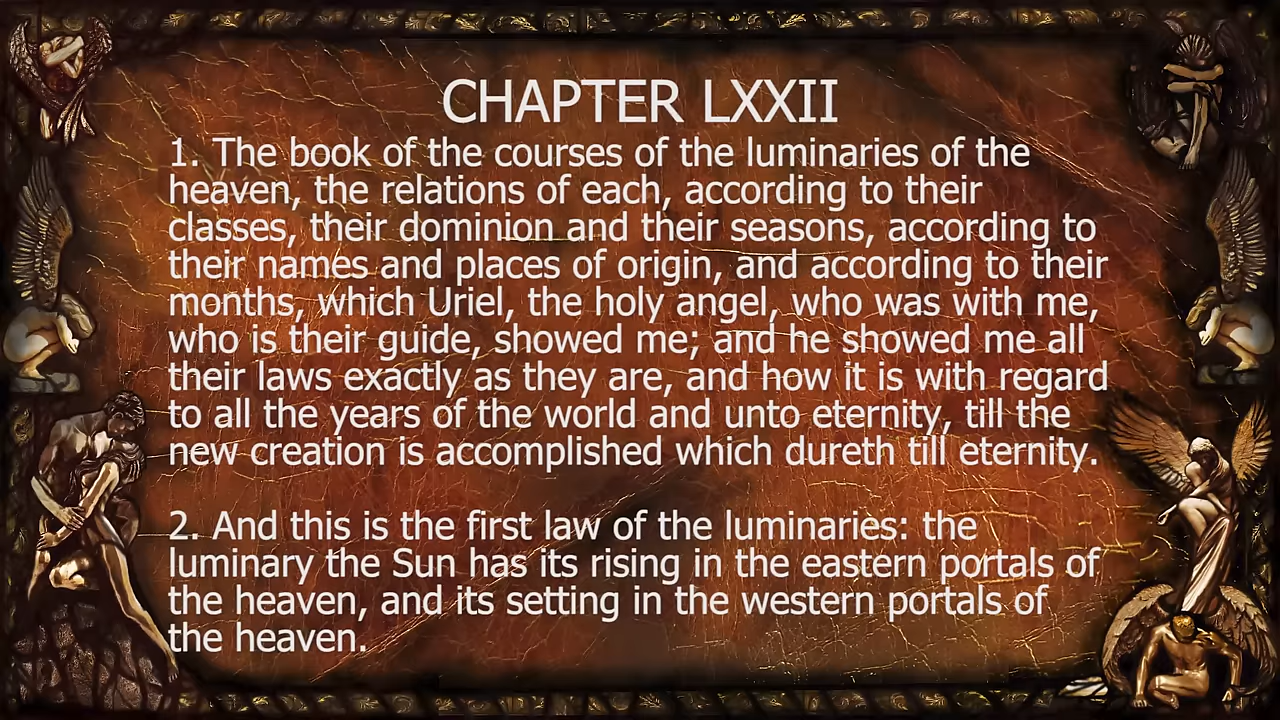 CHAPTER LXXII
1. The book of the courses of the luminaries of the
heaven, the relations of each, according to their
classes, their dominion and their seasons, according to
their names and places of origin, and according to their
months, which Uriel, the holy angel, who was with me,
who is their guide, showed me; and he showed me all
their laws exactly as they are, and how it is with regard
to all the years of the world and unto eternity, till the
new creation is accomplished which dureth till eternity.
2. And this is the first law of the luminaries: the
luminary the Sun has its rising in the eastern portals of
the heaven, and its setting in the western portals of
the heaven.